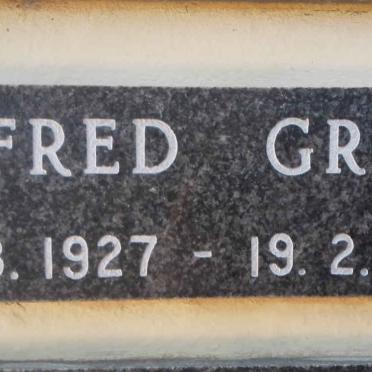 FRED GR
. 1927 - 19. 2.